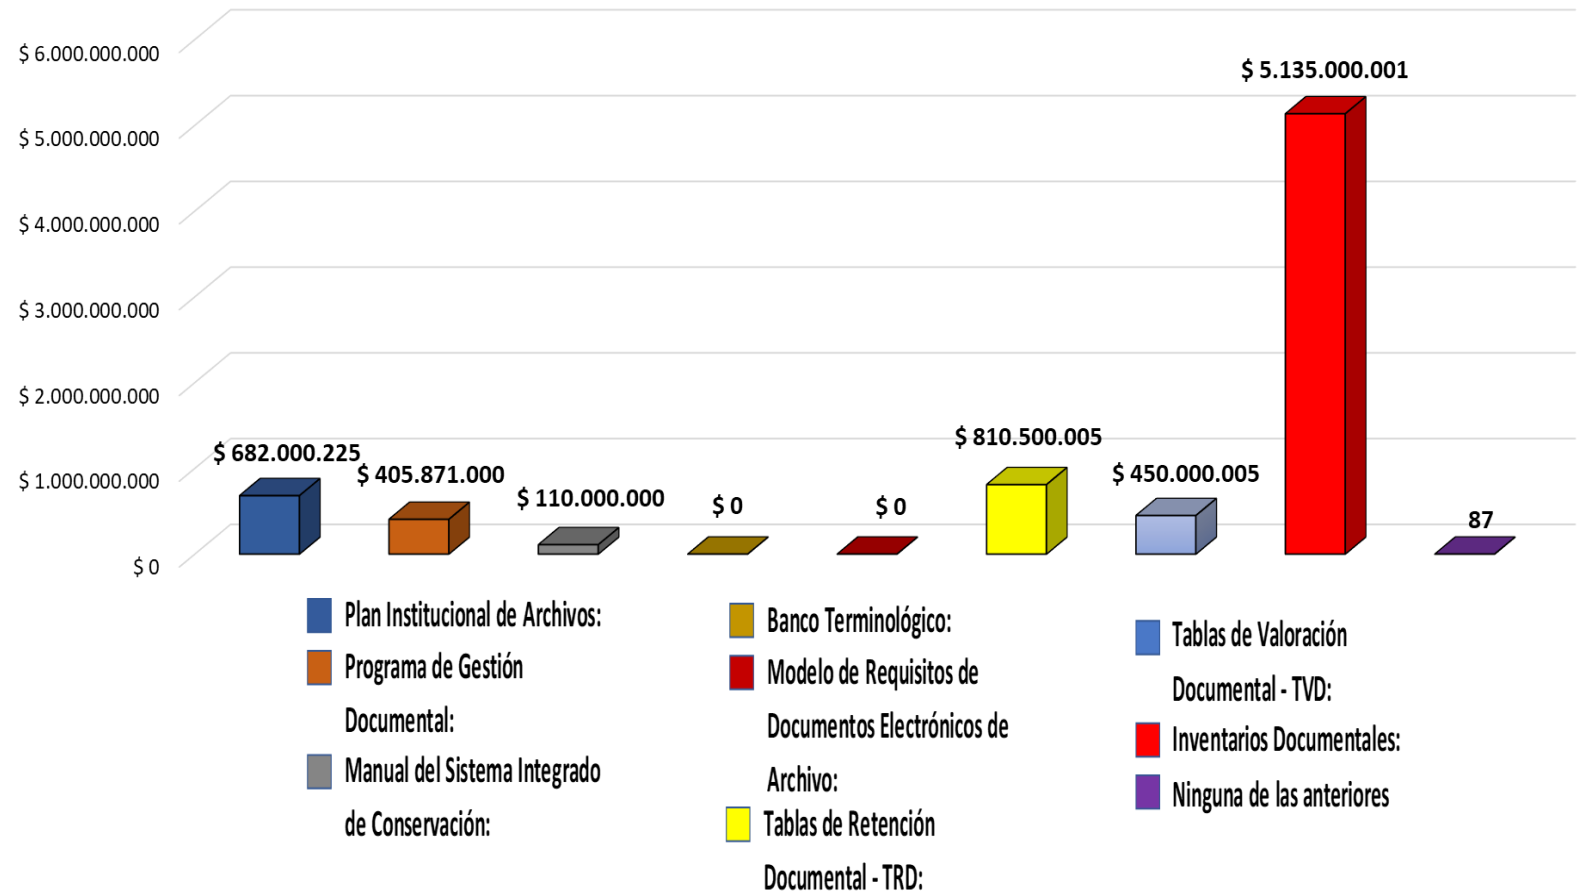 $ 6.000.000.000
$ 5.000.000.000
$ 4.000.000.000
$ 3.000.000.000
$ 2.000.000.000
$ 1.000.000.000
$ 0
$ 682.000.225
$ 405.871.000
$ 110.000.000
$ 0
$ 0
$ 810.500.005
$ 450.000.005
$ 5.135.000.001
87
Plan Institucional de Archivos:
Programa de Gestión
Documental:
Manual del Sistema Integrado
de Conservación:
Banco Terminológico:
Modelo de Requisitos de
Documentos Electrónicos de
Archivo:
Tablas de Retención
Documental - TRD:
Tablas de Valoración
Documental - TVD:
Inventarios Documentales:
Ninguna de las anteriores